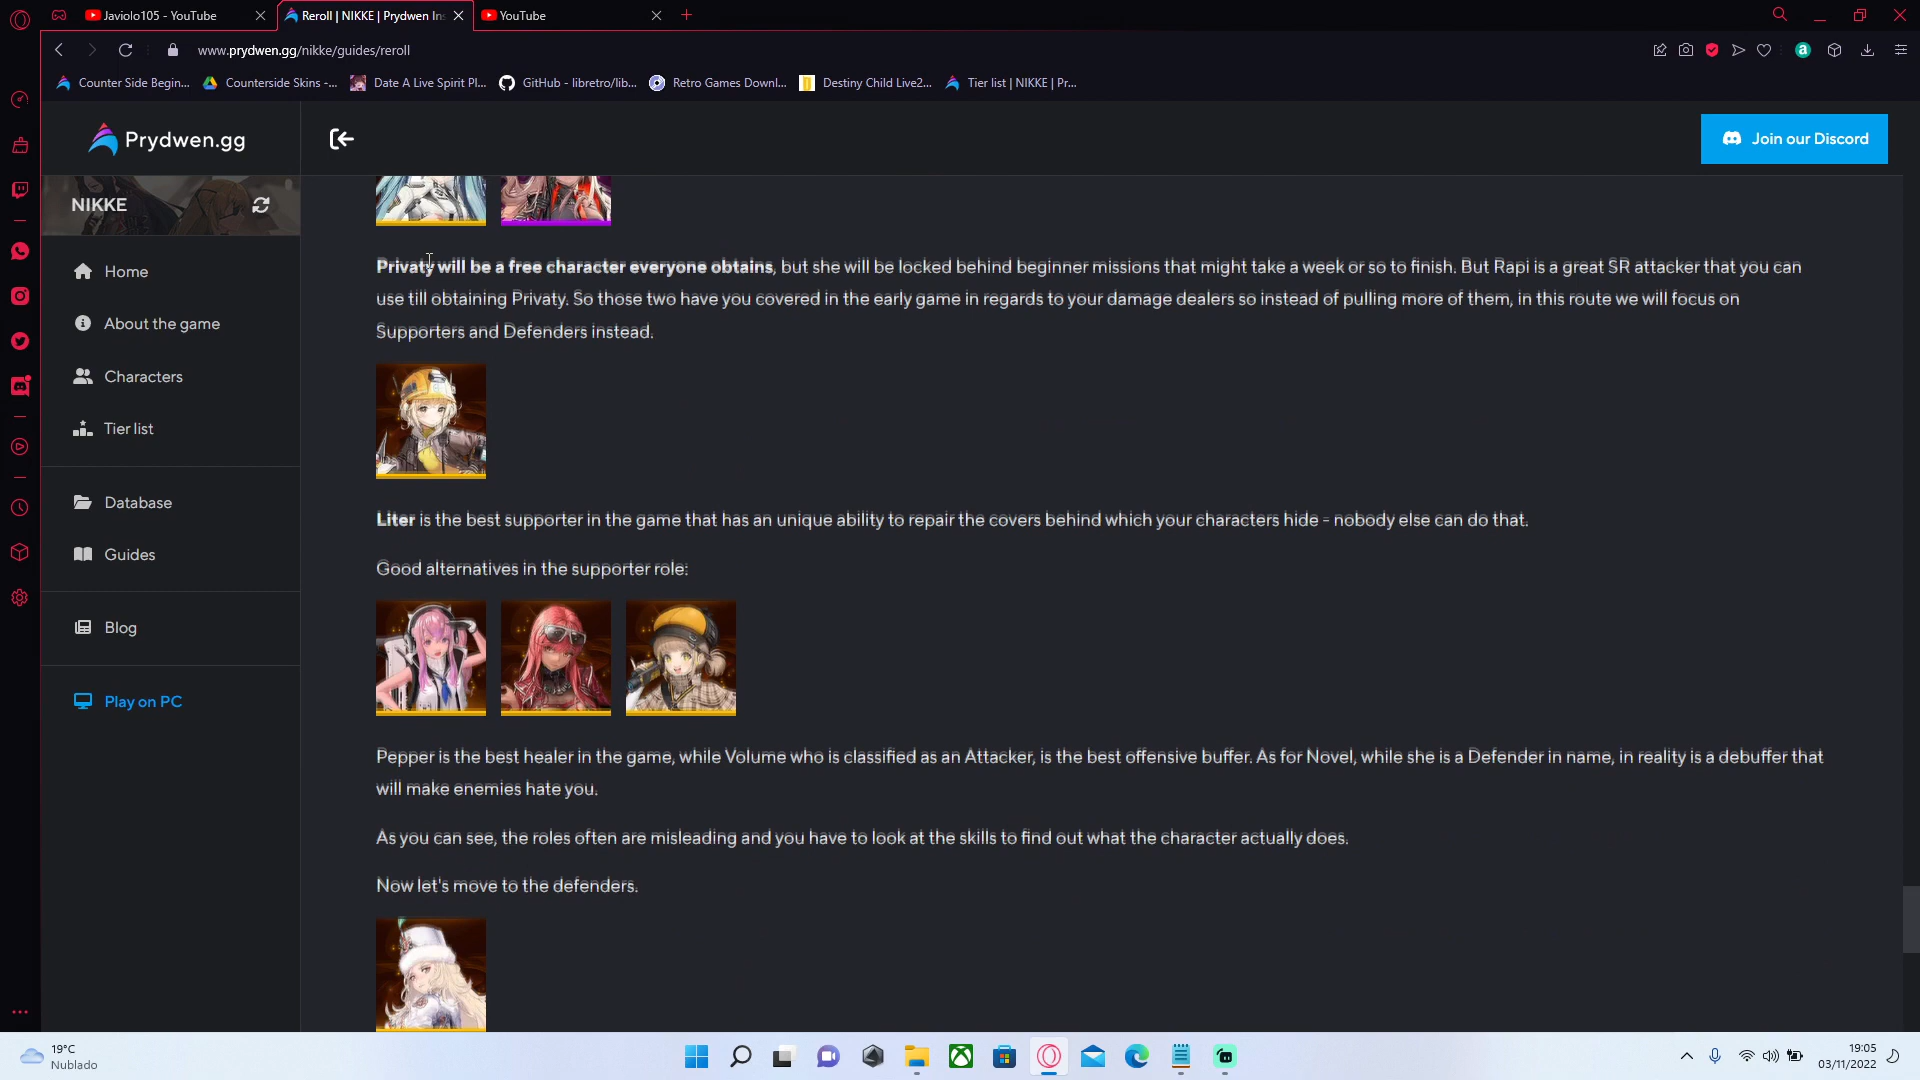 Javiolo105 - YouTube
Reroll | NIKKE | Prydwen Ins
YouTube
www.prydwen.gg/nikke/guides/reroll
Counter Side Begin...
Counterside Skins -...
Date A Live Spirit Pl...
GitHub - libretro/lib...
Retro Games Downl...
Destiny Child Live2...
Tier list | NIKKE | Pr...
Prydwen.gg
Join our Discord
NIKKE
Home
About the game
Characters
Tier list
Database
Guides
Blog
Play on PC
Privaty will be a free character everyone obtains, but she will be locked behind beginner missions that might take a week or so to finish. But Rapi is a great SR attacker that you can
use till obtaining Privaty. So those two have you covered in the early game in regards to your damage dealers so instead of pulling more of them, in this route we will focus on
Supporters and Defenders instead.
Liter is the best supporter in the game that has an unique ability to repair the covers behind which your characters hide - nobody else can do that.
Good alternatives in the supporter role:
Pepper is the best healer in the game, while Volume who is classified as an Attacker, is the best offensive buffer. As for Novel, while she is a Defender in name, in reality is a debuffer that
will make enemies hate you.
As you can see, the roles often are misleading and you have to look at the skills to find out what the character actually does.
Now let's move to the defenders.
19°C
Nublado
19:05
03/11/2022